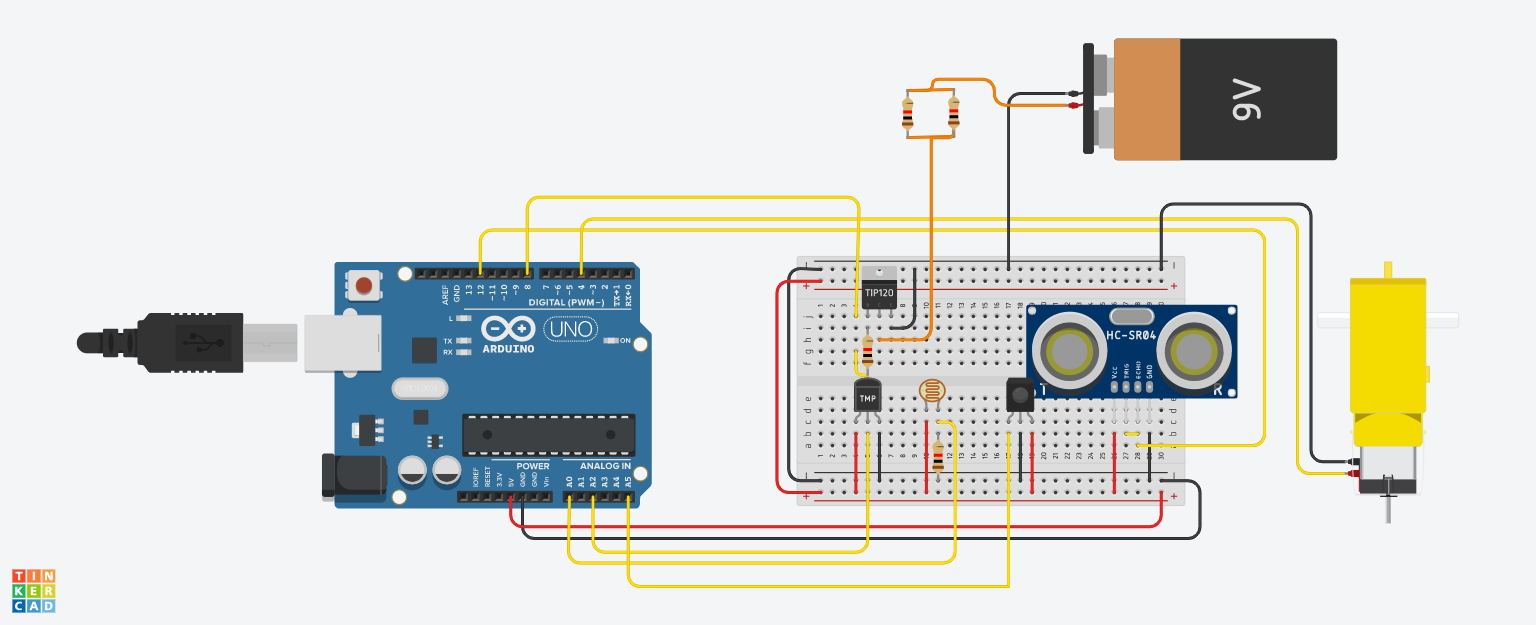 9V
AREF
GND
13
12
~11
~10
~9
8
7
~6
~5
4
~3
2
TX→1
RX←0
DIGITAL (PWM~)
L
TX
RX
ARDUINO
UNO
ON
POWER
ANALOG IN
IOREF
RESET
3.3V
5V
GND
GND
Vin
A0
A1
A2
A3
A4
A5
TIP120
TMP
HC-SR04
VCC
TRIG
ECHO
GND
T
R
TIN
KER
CAD